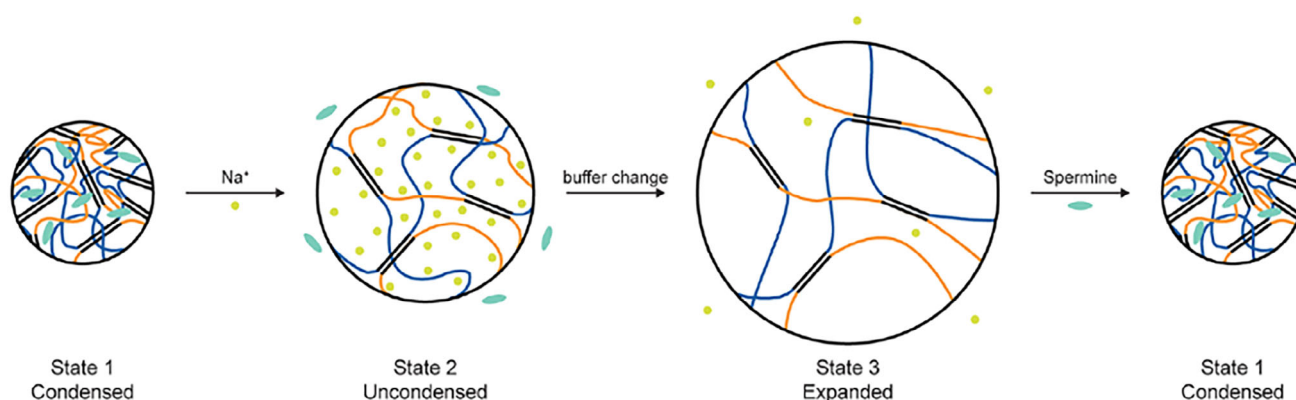 Na⁺
buffer change
Spermine
State 1
Condensed
State 2
Uncondensed
State 3
Expanded
State 1
Condensed